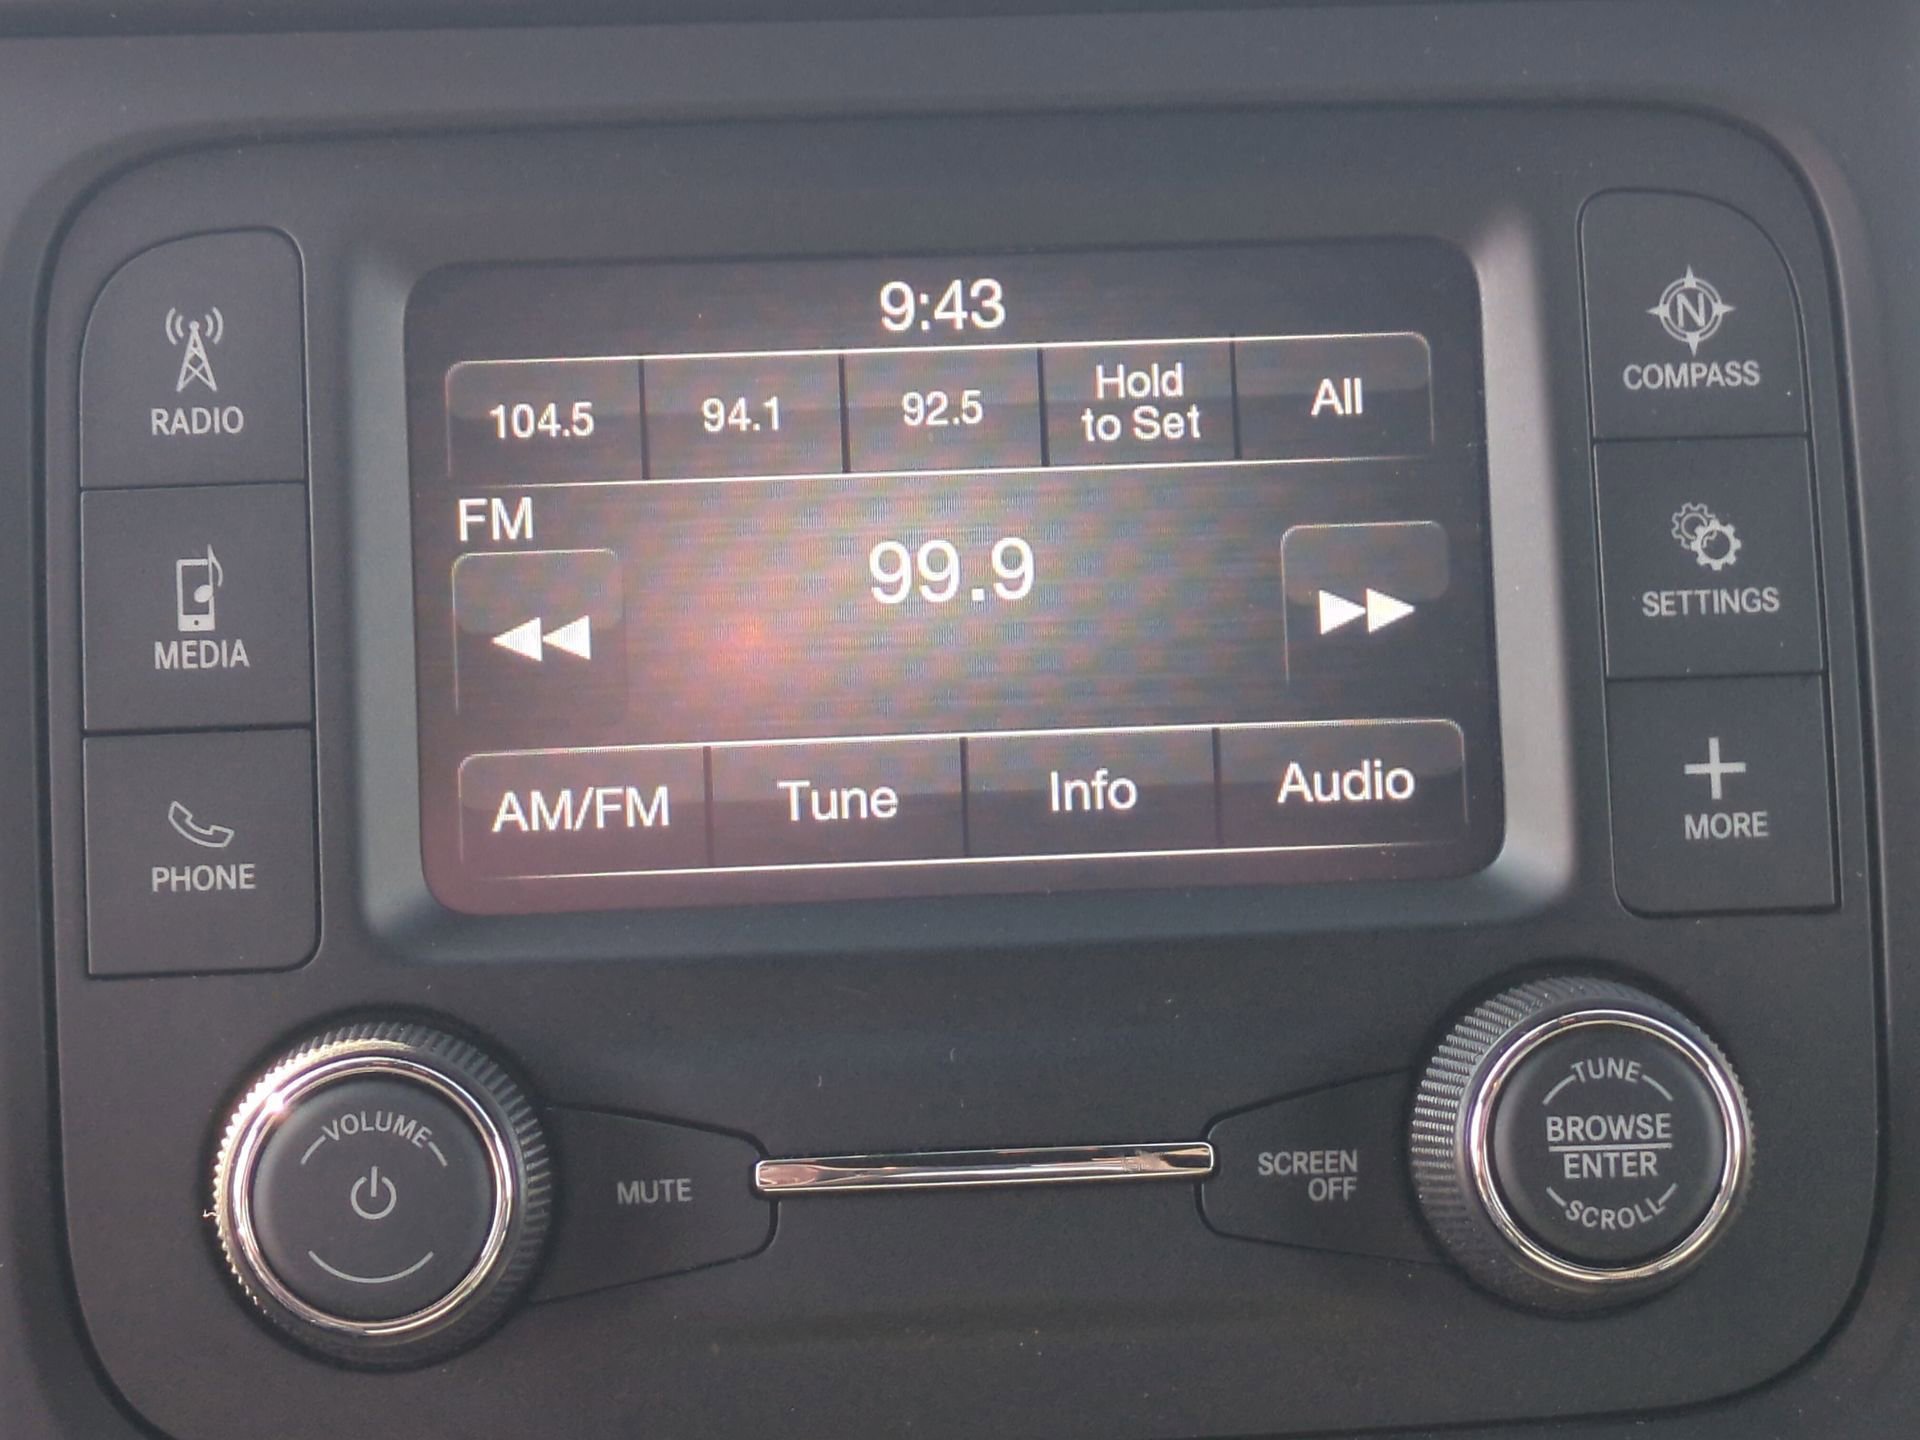 9:43
104.5 94.1 92.5 Hold All
to Set
FM
99.9
AM/FM Tune Info Audio
RADIO
MEDIA
PHONE
N
COMPASS
SETTINGS
MORE
VOLUME
MUTE
SCREEN
OFF
TUNE
BROWSE
ENTER
SCROLL